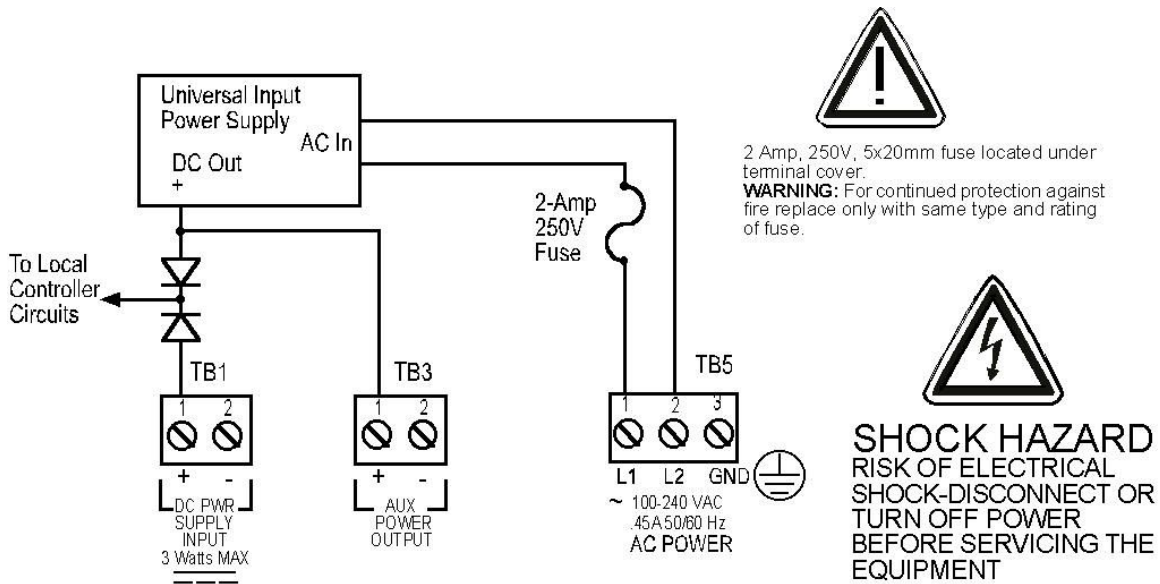 Universal Input
Power Supply
AC In
DC Out
+
2-Amp
250V
Fuse
To Local
Controller
Circuits
TB1
1 2
+ -
DC PWR
SUPPLY
INPUT
3 Watts MAX
TB3
1 2
+ -
AUX
POWER
OUTPUT
TB5
1 2 3
L1 L2 GND
~ 100-240 VAC
.45A 50/60 Hz
AC POWER
!
2 Amp, 250V, 5x20mm fuse located under
terminal cover.
WARNING: For continued protection against
fire replace only with same type and rating
of fuse.
SHOCK HAZARD
RISK OF ELECTRICAL
SHOCK-DISCONNECT OR
TURN OFF POWER
BEFORE SERVICING THE
EQUIPMENT